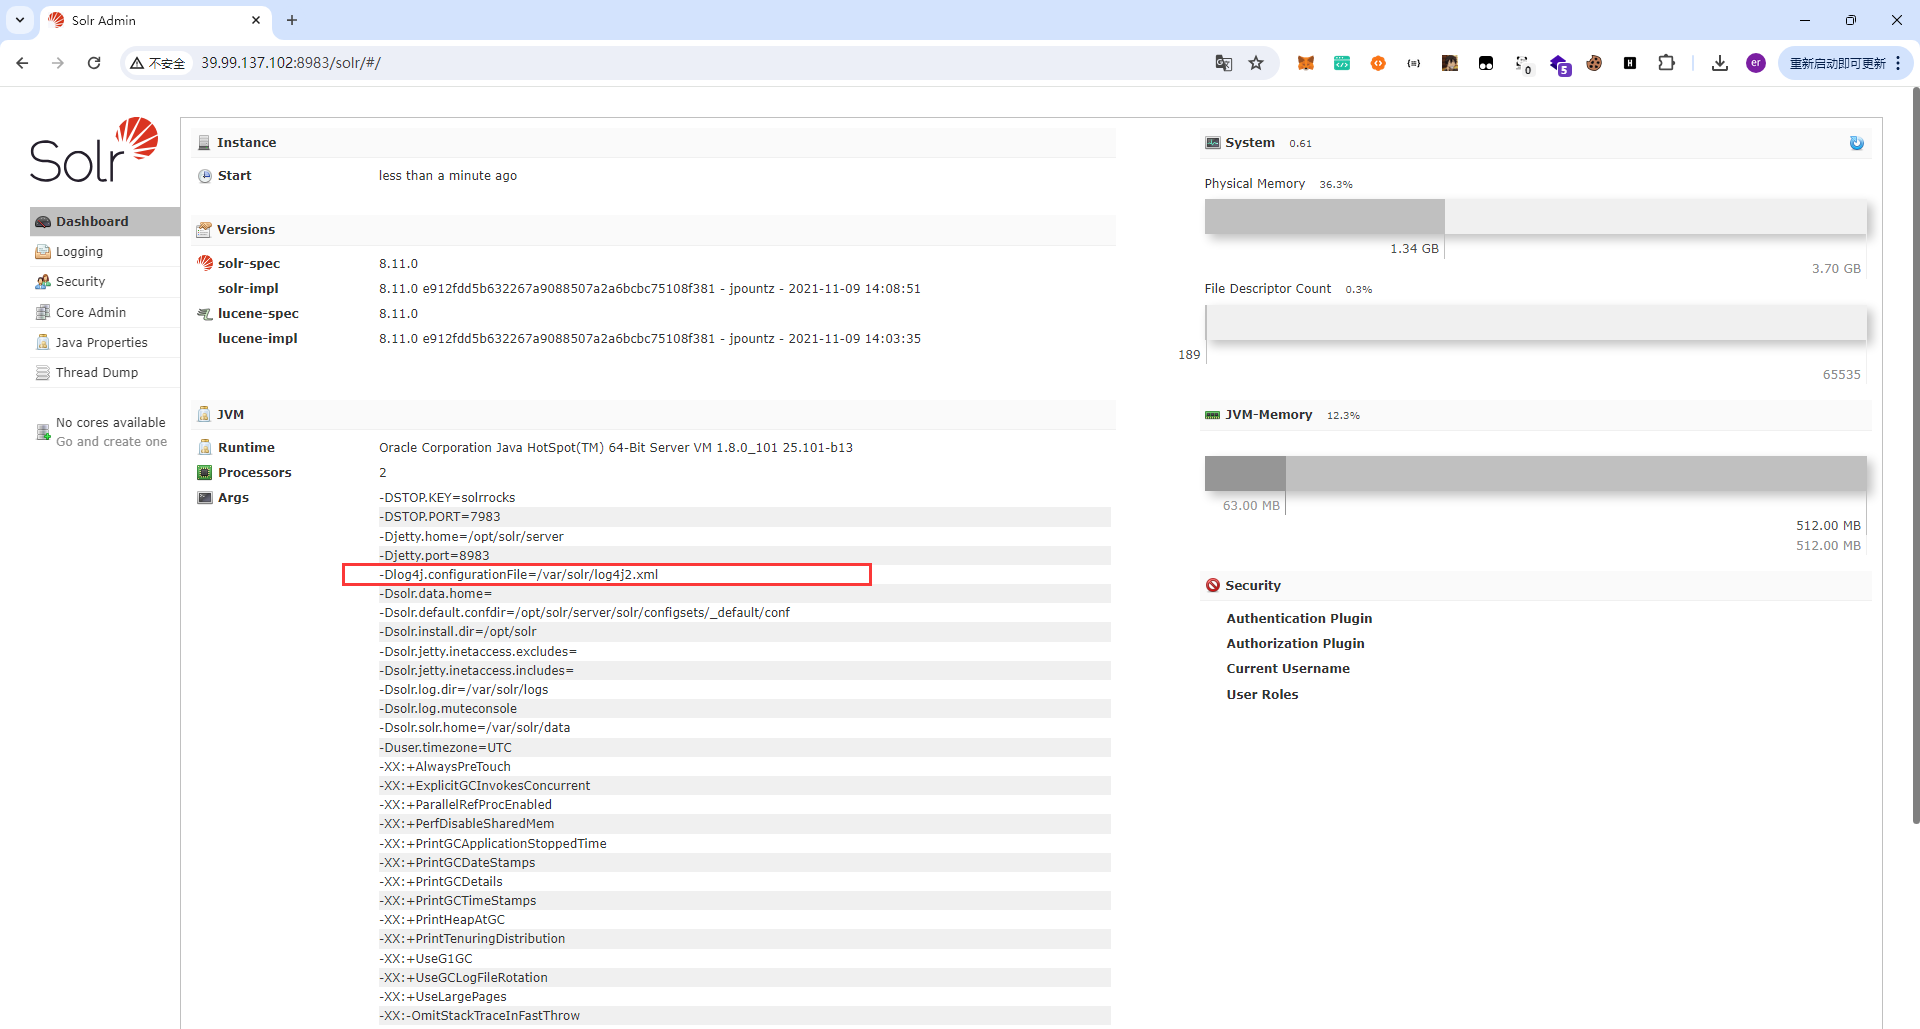 Solr Admin
不安全
39.99.137.102:8983/solr/#/
0
5
H
er
重新启动即可更新
Solr
Dashboard
Logging
Security
Core Admin
Java Properties
Thread Dump
No cores available
Go and create one
Instance
Start less than a minute ago
Versions
solr-spec 8.11.0
solr-impl 8.11.0 e912fdd5b632267a9088507a2a6bcbc75108f381 - jpountz - 2021-11-09 14:08:51
lucene-spec 8.11.0
lucene-impl 8.11.0 e912fdd5b632267a9088507a2a6bcbc75108f381 - jpountz - 2021-11-09 14:03:35
JVM
Runtime Oracle Corporation Java HotSpot(TM) 64-Bit Server VM 1.8.0_101 25.101-b13
Processors 2
Args -DSTOP.KEY=solrrocks
-DSTOP.PORT=7983
-Djetty.home=/opt/solr/server
-Djetty.port=8983
-Dlog4j.configurationFile=/var/solr/log4j2.xml
-Dsolr.data.home=
-Dsolr.default.confdir=/opt/solr/server/solr/configsets/_default/conf
-Dsolr.install.dir=/opt/solr
-Dsolr.jetty.inetaccess.excludes=
-Dsolr.jetty.inetaccess.includes=
-Dsolr.log.dir=/var/solr/logs
-Dsolr.log.muteconsole
-Dsolr.solr.home=/var/solr/data
-Duser.timezone=UTC
-XX:+AlwaysPreTouch
-XX:+ExplicitGCInvokesConcurrent
-XX:+ParallelRefProcEnabled
-XX:+PerfDisableSharedMem
-XX:+PrintGCApplicationStoppedTime
-XX:+PrintGCDateStamps
-XX:+PrintGCDetails
-XX:+PrintGCTimeStamps
-XX:+PrintHeapAtGC
-XX:+PrintTenuringDistribution
-XX:+UseG1GC
-XX:+UseGCLogFileRotation
-XX:+UseLargePages
-XX:-OmitStackTraceInFastThrow
System 0.61
Physical Memory 36.3%
1.34 GB
3.70 GB
File Descriptor Count 0.3%
189
65535
JVM-Memory 12.3%
63.00 MB
512.00 MB
512.00 MB
Security
Authentication Plugin
Authorization Plugin
Current Username
User Roles